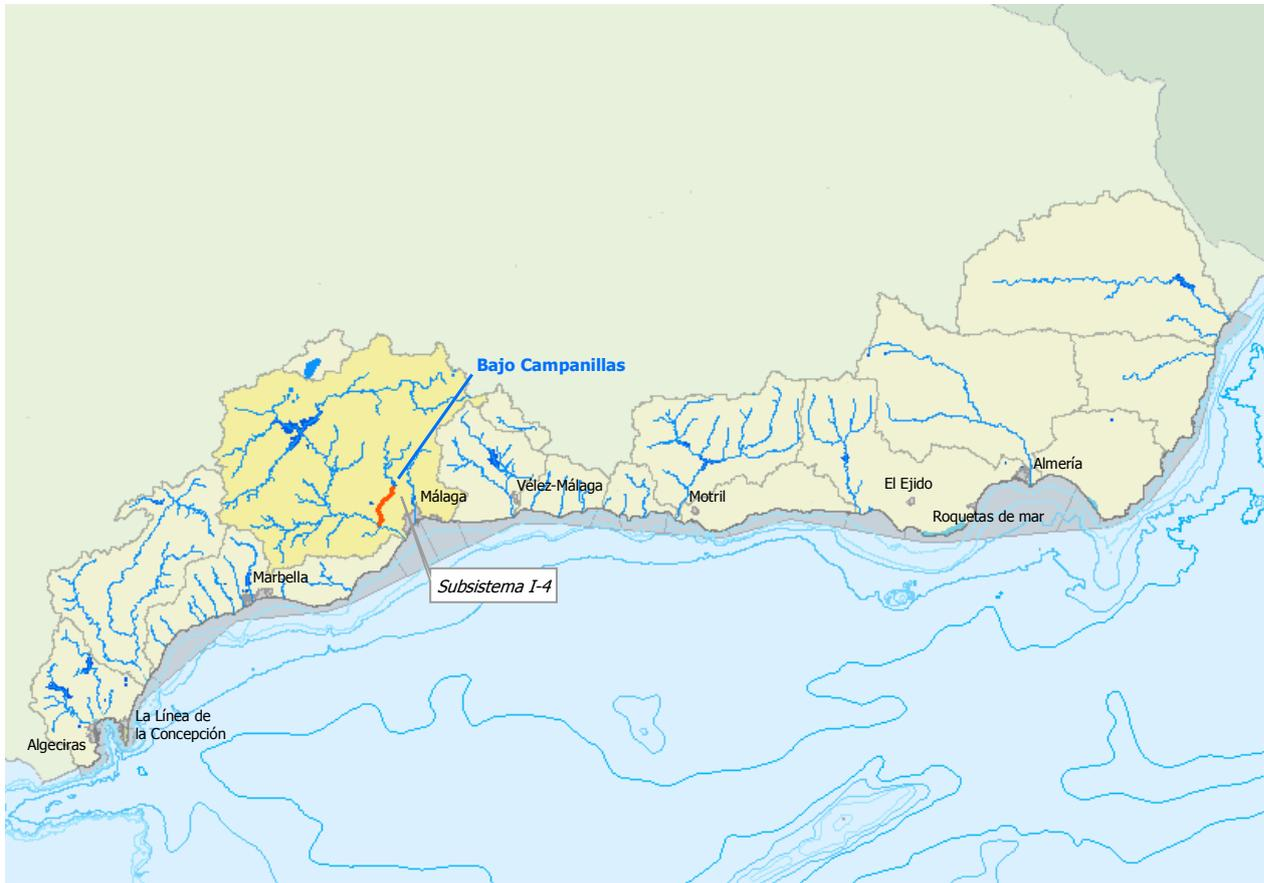 Bajo Campanillas
Almería
El Ejido
Vélez-Málaga
Málaga
Motril
Roquetas de mar
Marbella
Subsistema I-4
La Línea de
la Concepción
Algeciras